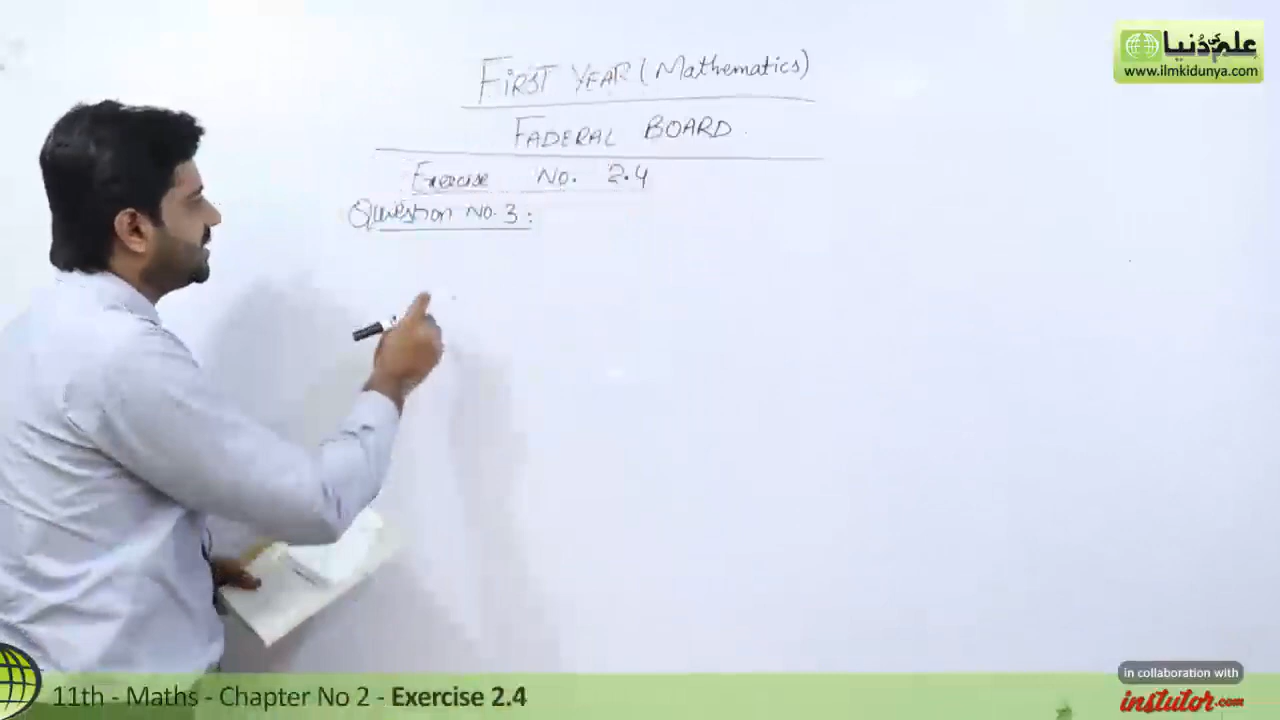 First Year (Mathematics)
FADERAL BOARD
Exercise No. 2.4
Question No. 3:
علم کی دُنیا
www.ilmkidunya.com
11th - Maths - Chapter No 2 - Exercise 2.4
in collaboration with
instutor.com